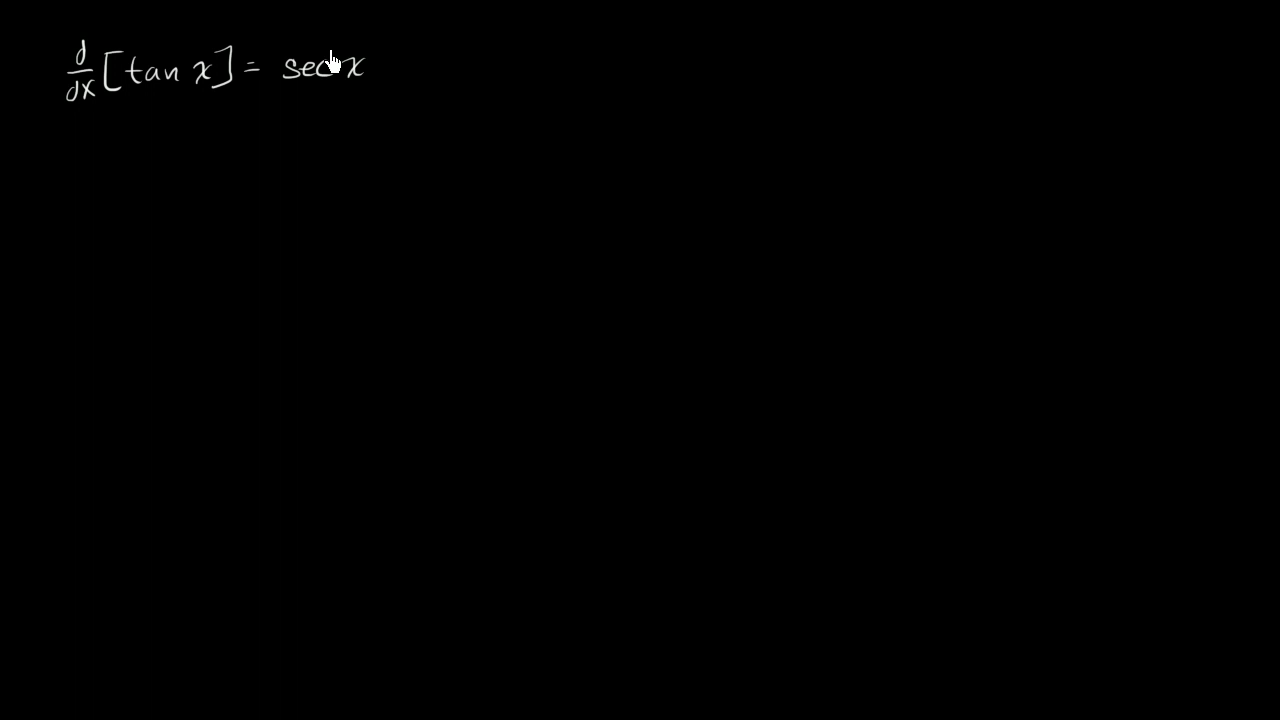 d/dx [tan x] = sec x